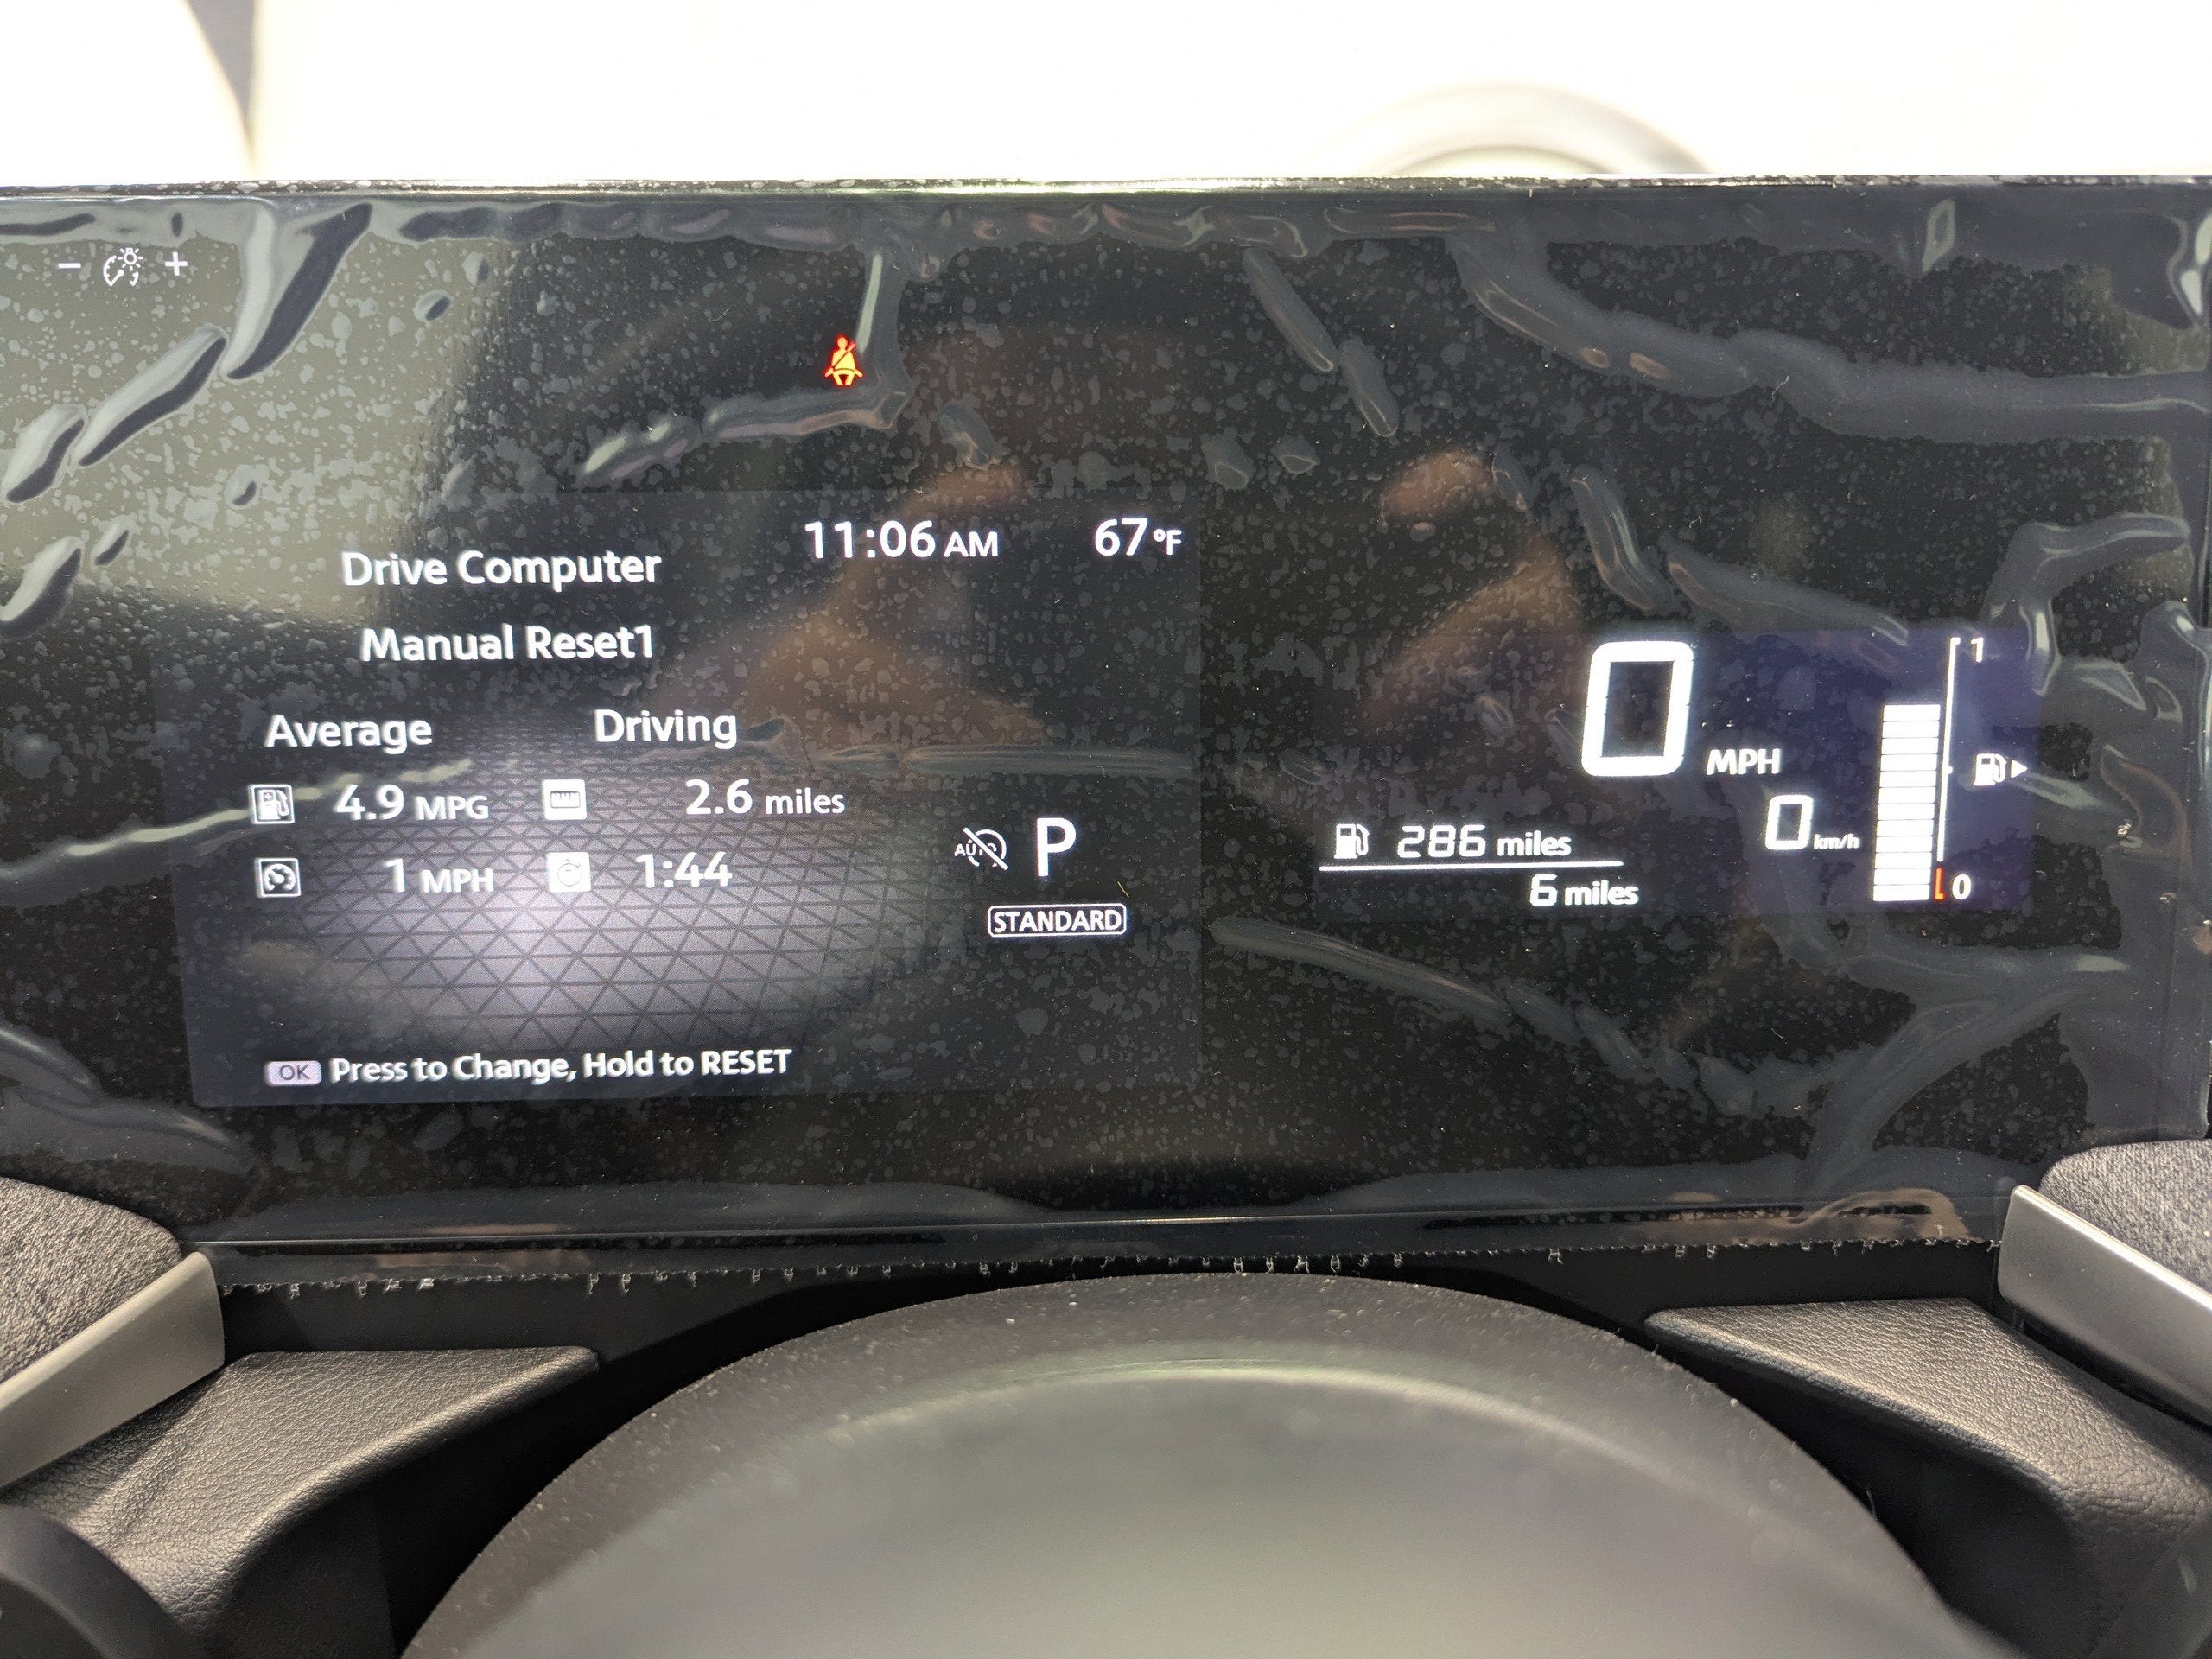 - +
11:06 AM 67°F
Drive Computer
Manual Reset1
Average Driving
4.9 MPG 2.6 miles
1 MPH 1:44
AUTO P
STANDARD
OK Press to Change, Hold to RESET
0 MPH
0 km/h
286 miles
6 miles
1
0